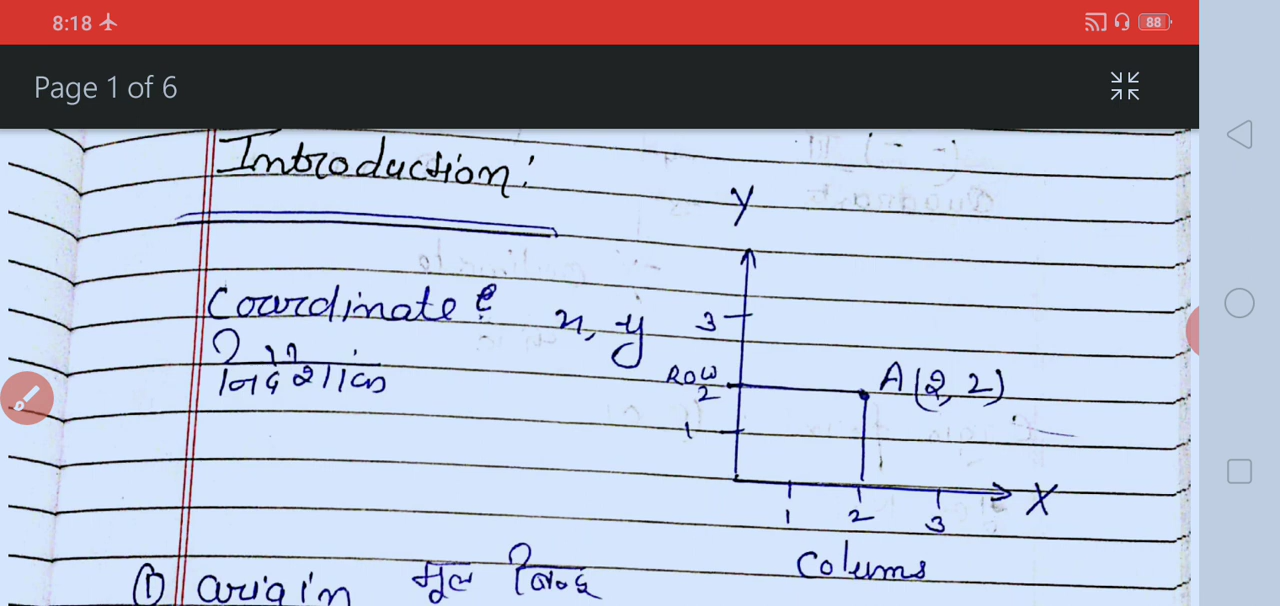 8:18
88
Page 1 of 6
Introduction:
Y
Coordinate : x, y
3
निर्देशांक
Row
2
A(2, 2)
1
1 2 3
X
Colums
① origin मूल बिन्दु